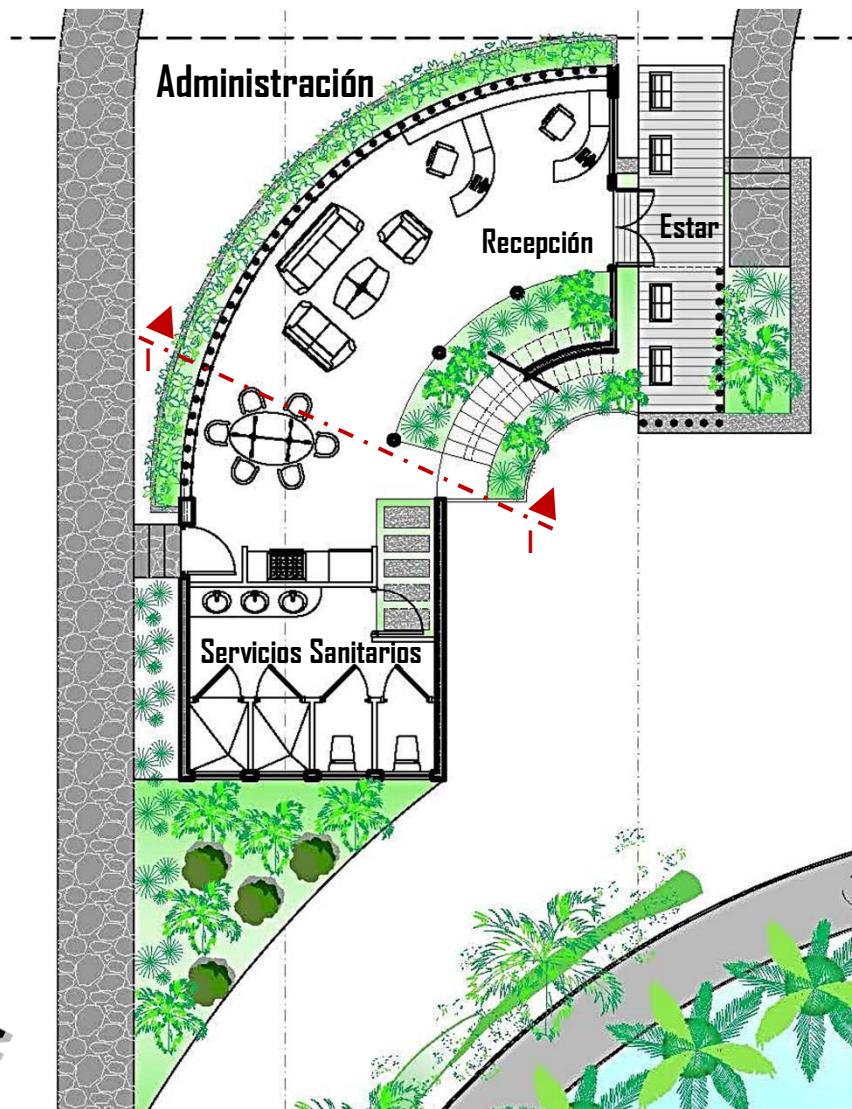 Administración
Recepción
Estar
I
I
Servicios Sanitarios